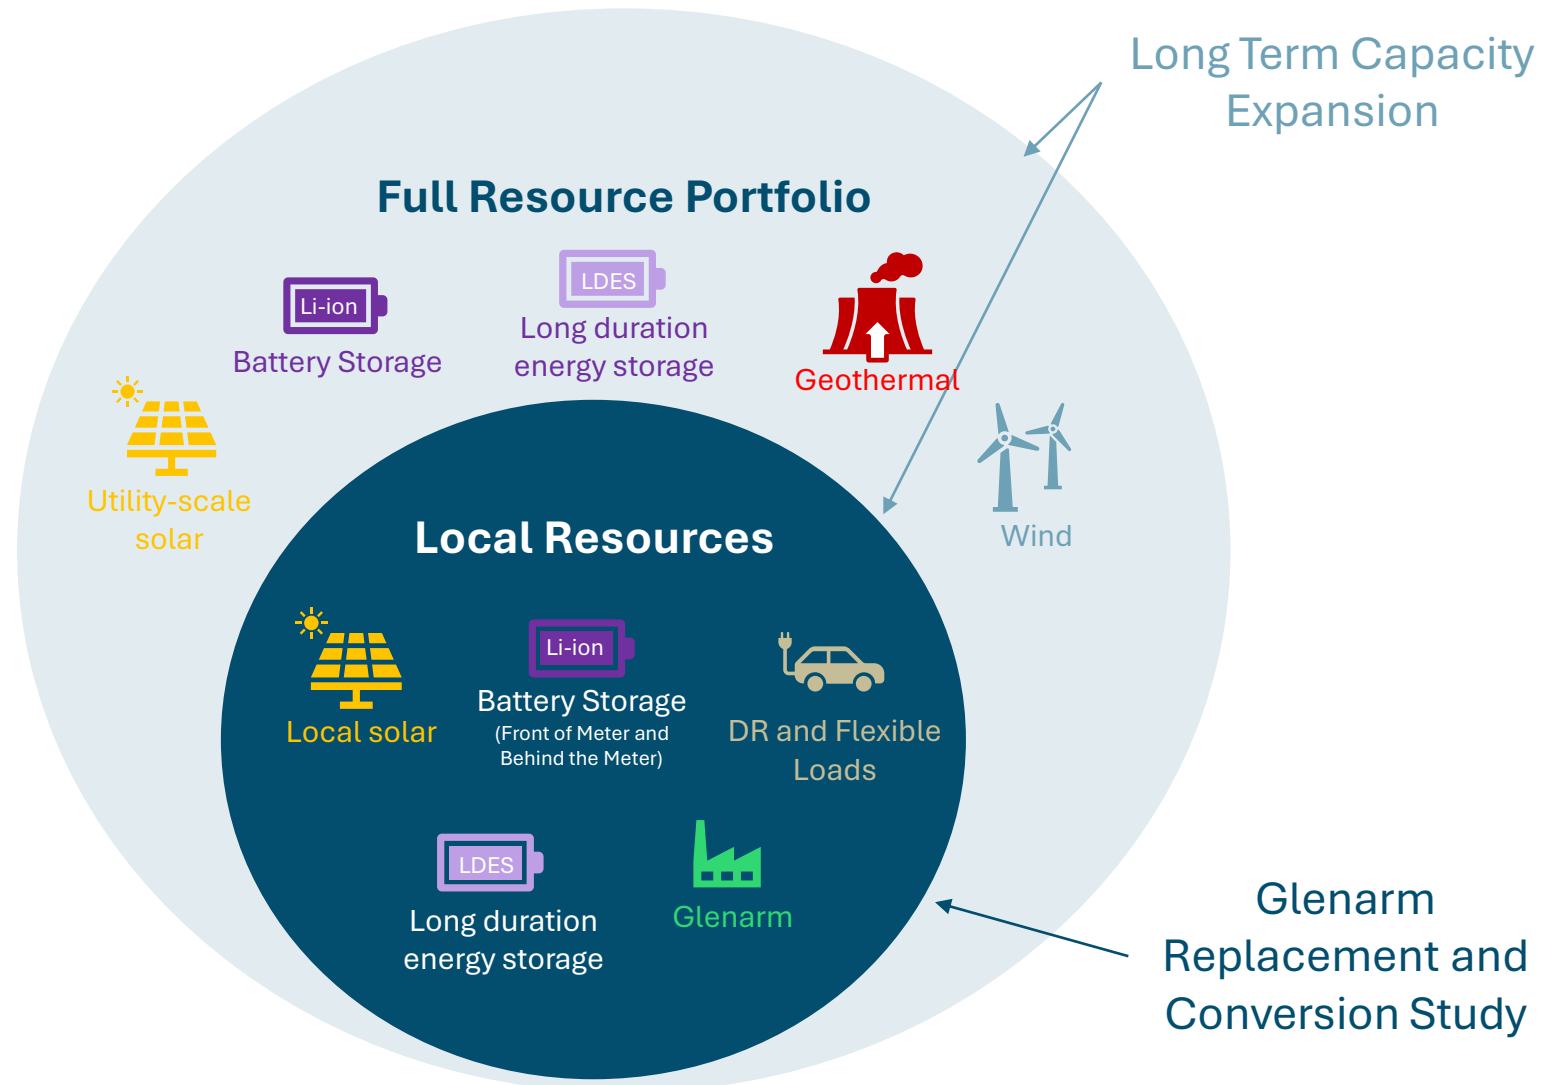 Long Term Capacity
Expansion
Full Resource Portfolio
Li-ion
Battery Storage
LDES
Long duration
energy storage
Geothermal
Utility-scale
solar
Wind
Local Resources
Local solar
Li-ion
Battery Storage
(Front of Meter and
Behind the Meter)
DR and Flexible
Loads
LDES
Long duration
energy storage
Glenarm
Glenarm
Replacement and
Conversion Study